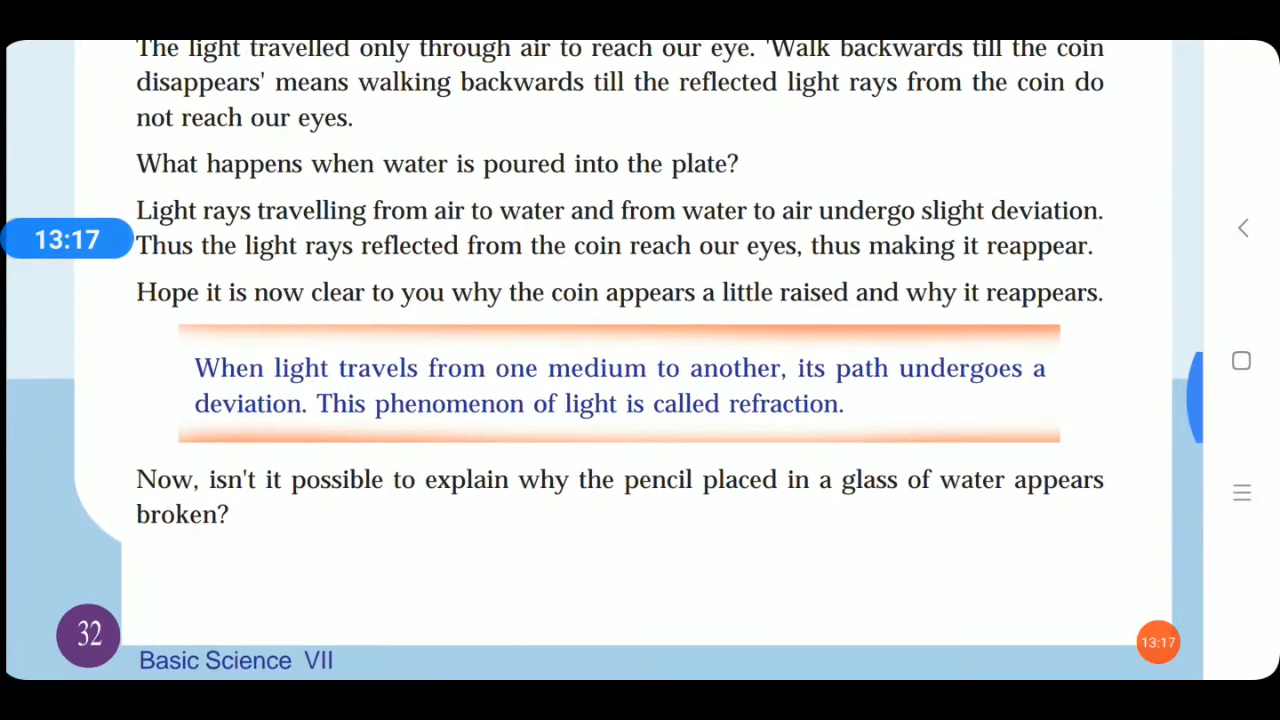 The light travelled only through air to reach our eye. 'Walk backwards till the coin
disappears' means walking backwards till the reflected light rays from the coin do
not reach our eyes.
What happens when water is poured into the plate?
Light rays travelling from air to water and from water to air undergo slight deviation.
13:17
Thus the light rays reflected from the coin reach our eyes, thus making it reappear.
Hope it is now clear to you why the coin appears a little raised and why it reappears.
When light travels from one medium to another, its path undergoes a
deviation. This phenomenon of light is called refraction.
Now, isn't it possible to explain why the pencil placed in a glass of water appears
broken?
32
13:17
Basic Science VII